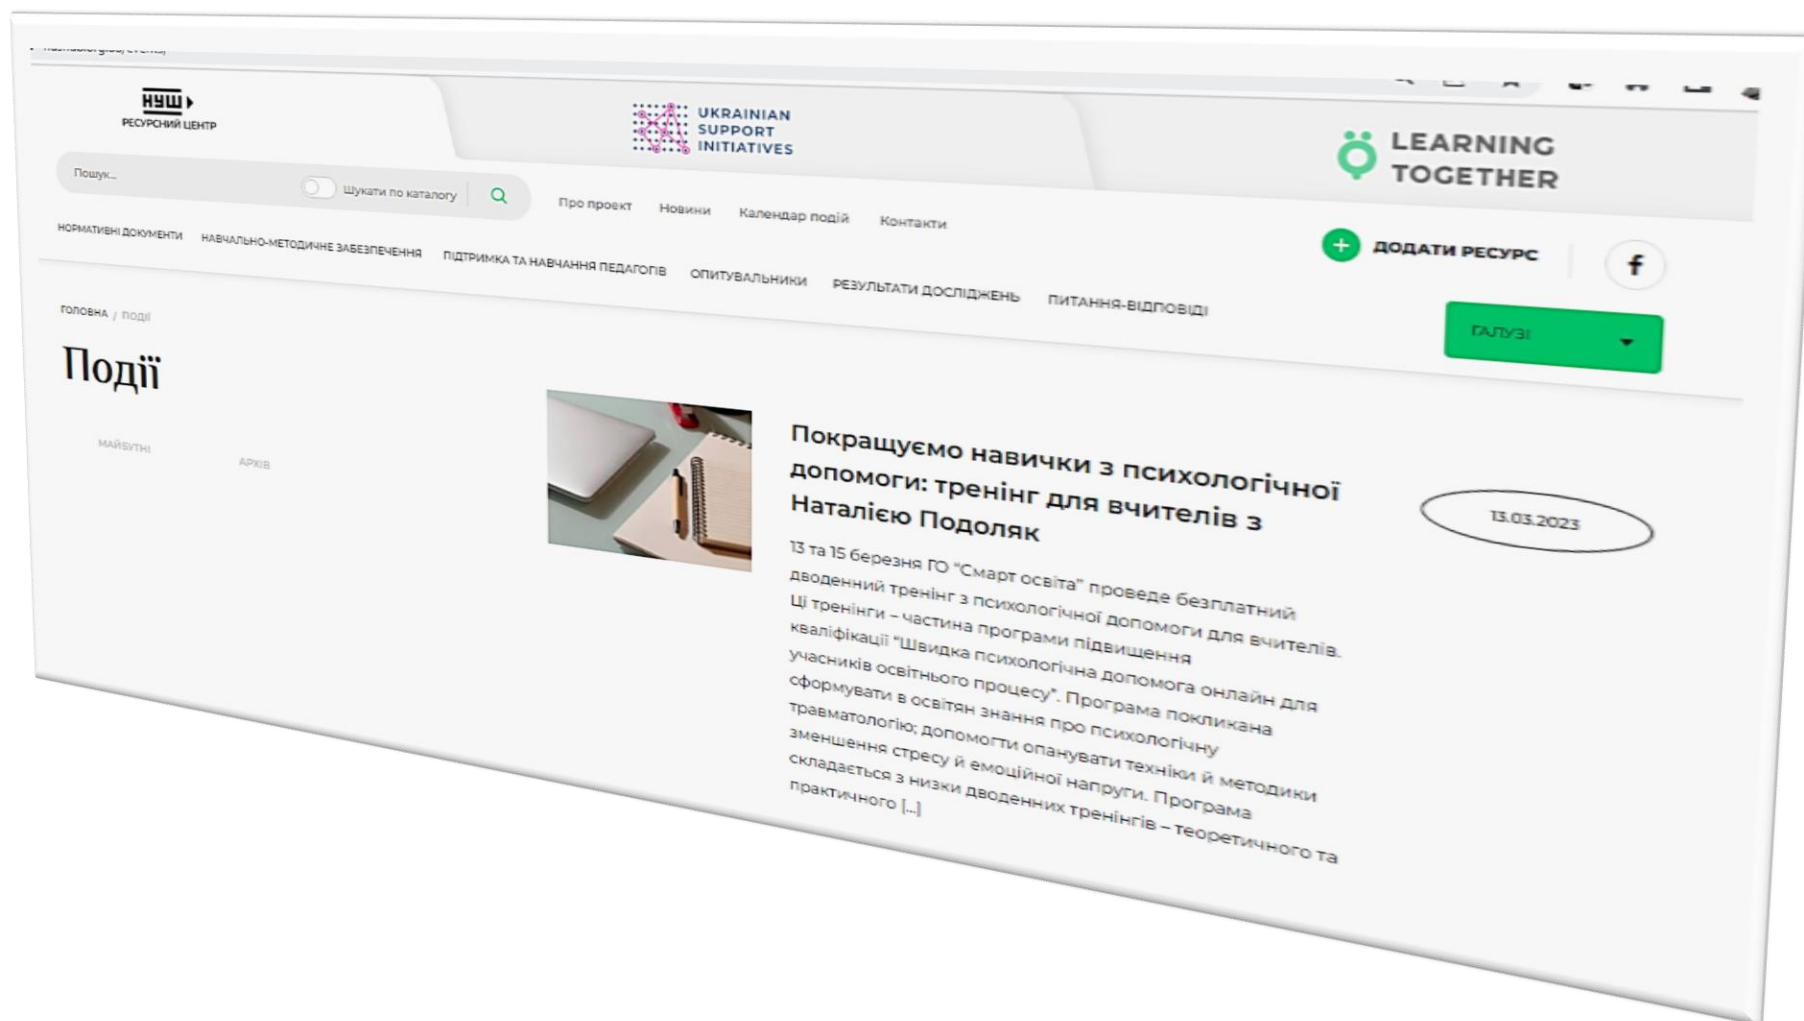 НУШ
РЕСУРСНИЙ ЦЕНТР
UKRAINIAN
SUPPORT
INITIATIVES
LEARNING
TOGETHER
Пошук...
Шукати по каталогу
Про проект Новини Календар подій Контакти
ДОДАТИ РЕСУРС
НОРМАТИВНІ ДОКУМЕНТИ НАВЧАЛЬНО-МЕТОДИЧНЕ ЗАБЕЗПЕЧЕННЯ ПІДТРИМКА ТА НАВЧАННЯ ПЕДАГОГІВ ОПИТУВАЛЬНИКИ РЕЗУЛЬТАТИ ДОСЛІДЖЕНЬ ПИТАННЯ-ВІДПОВІДІ
ГАЛУЗІ
ГОЛОВНА / ПОДІЇ
Події
МАЙБУТНІ АРХІВ
Покращуємо навички з психологічної
допомоги: тренінг для вчителів з
Наталією Подоляк
13.03.2023
13 та 15 березня ГО "Смарт освіта" проведе безплатний
дводенний тренінг з психологічної допомоги для вчителів.
Ці тренінги – частина програми підвищення
кваліфікації "Швидка психологічна допомога онлайн для
учасників освітнього процесу". Програма покликана
сформувати в освітян знання про психологічну
травматологію; допомогти опанувати техніки й методики
зменшення стресу й емоційної напруги. Програма
складається з низки дводенних тренінгів – теоретичного та
практичного [...]